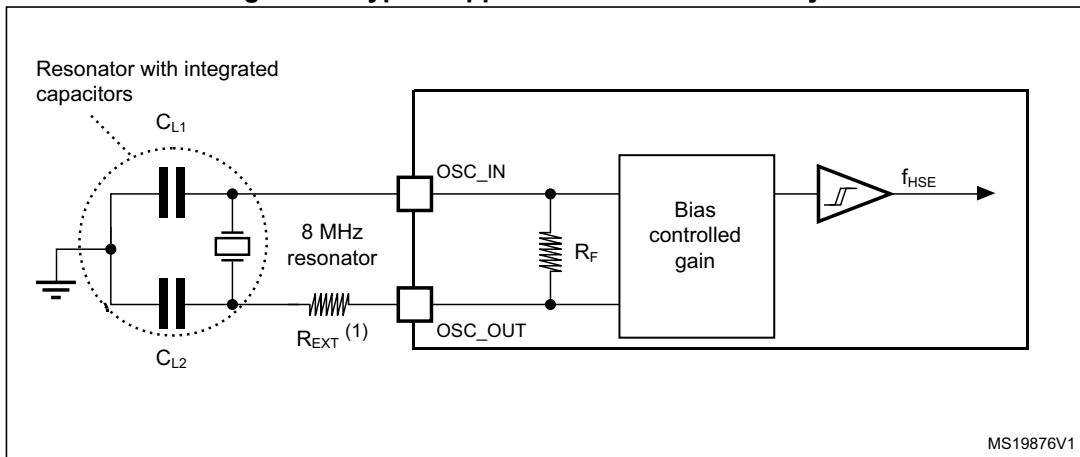 Resonator with integrated
capacitors
CL1
OSC_IN
fHSE
8 MHz
resonator
RF
Bias
controlled
gain
REXT (1)
OSC_OUT
CL2
MS19876V1